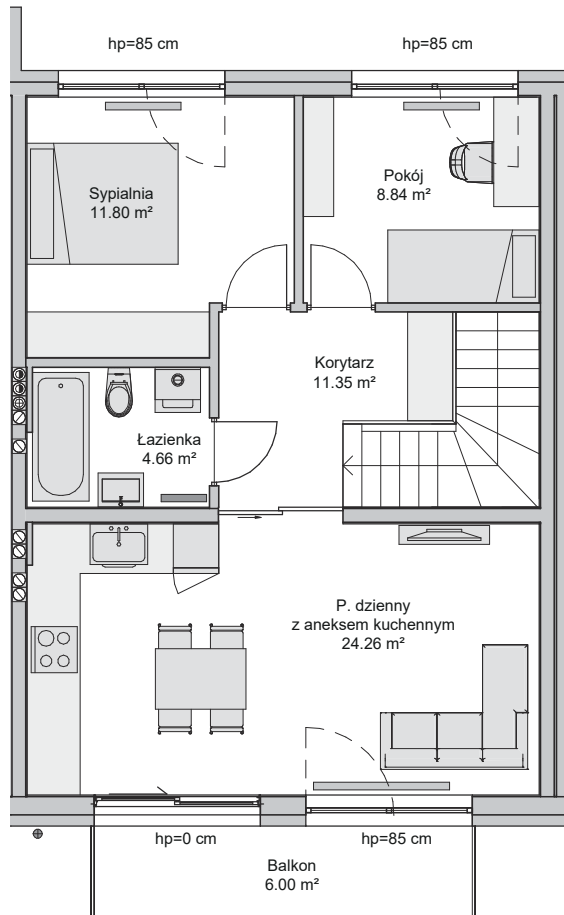 hp=85 cm
hp=85 cm
Sypialnia
11.80 m²
Pokój
8.84 m²
Korytarz
11.35 m²
Łazienka
4.66 m²
P. dzienny
z aneksem kuchennym
24.26 m²
hp=0 cm
hp=85 cm
Balkon
6.00 m²